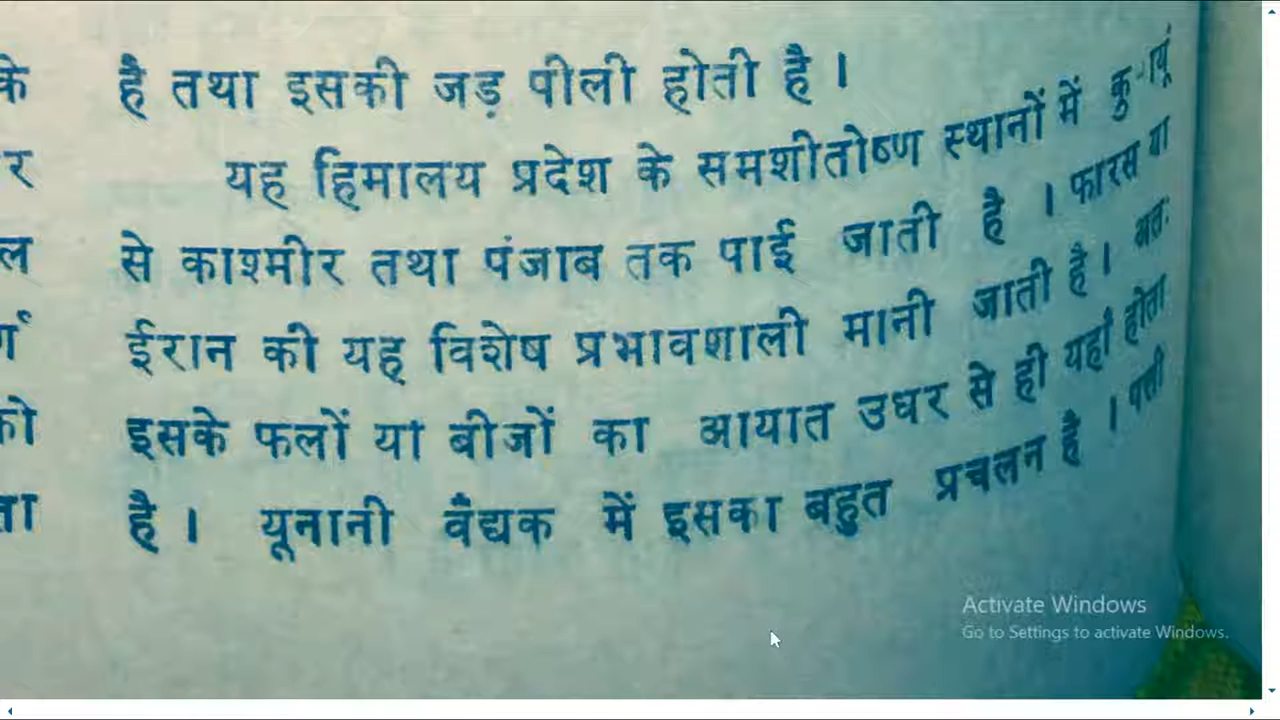 के है तथा इसकी जड़ पीली होती है ।
र यह हिमालय प्रदेश के समशीतोष्ण स्थानों में
ल से काश्मीर तथा पंजाब तक पाई जाती है । फारस या
ईरान की यह विशेष प्रभावशाली मानी जाती है । अतः
इसके फलों या बीजों का आयात उधर से ही यहाँ होता
ता है । यूनानी वैद्यक में इसका बहुत प्रचलन है । पत्ती
Activate Windows
Go to Settings to activate Windows.